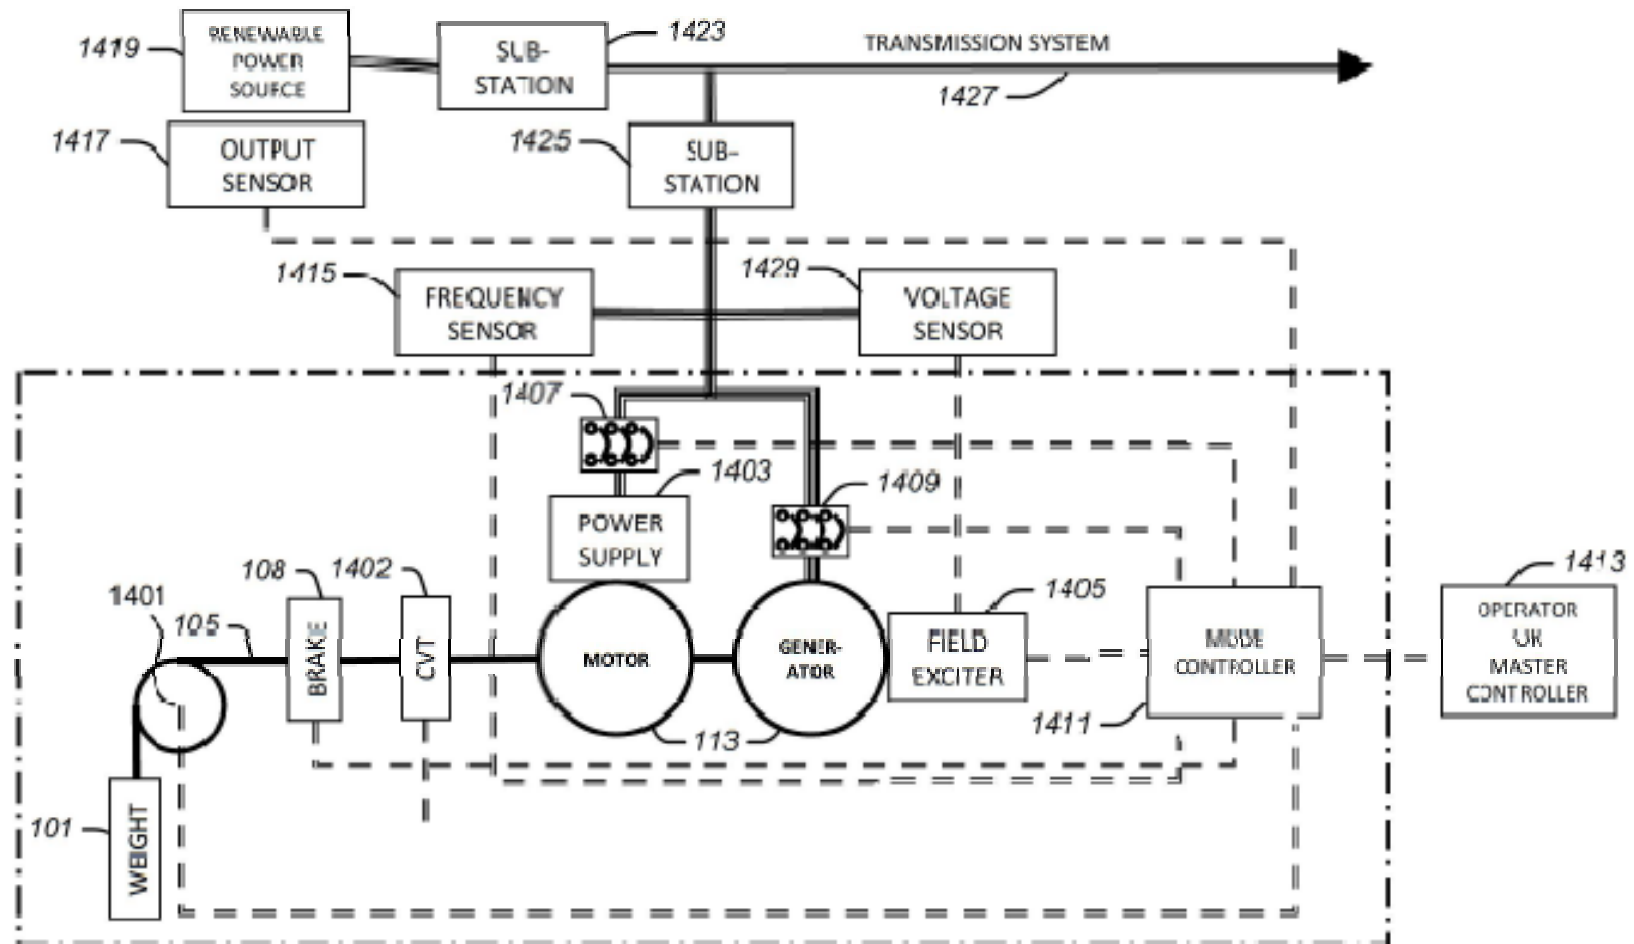 1419
RENEWABLE
POWER
SOURCE
SUB-
STATION
1423
TRANSMISSION SYSTEM
1427
1417
OUTPUT
SENSOR
1425
SUB-
STATION
1415
FREQUENCY
SENSOR
1429
VOLTAGE
SENSOR
1407
1403
POWER
SUPPLY
1409
108
1402
1401
105
BRAKE
CVT
MOTOR
GENER-
ATOR
113
1405
FIELD
EXCITER
MODE
CONTROLLER
1411
1413
OPERATOR
OR
MASTER
CONTROLLER
101
WEIGHT